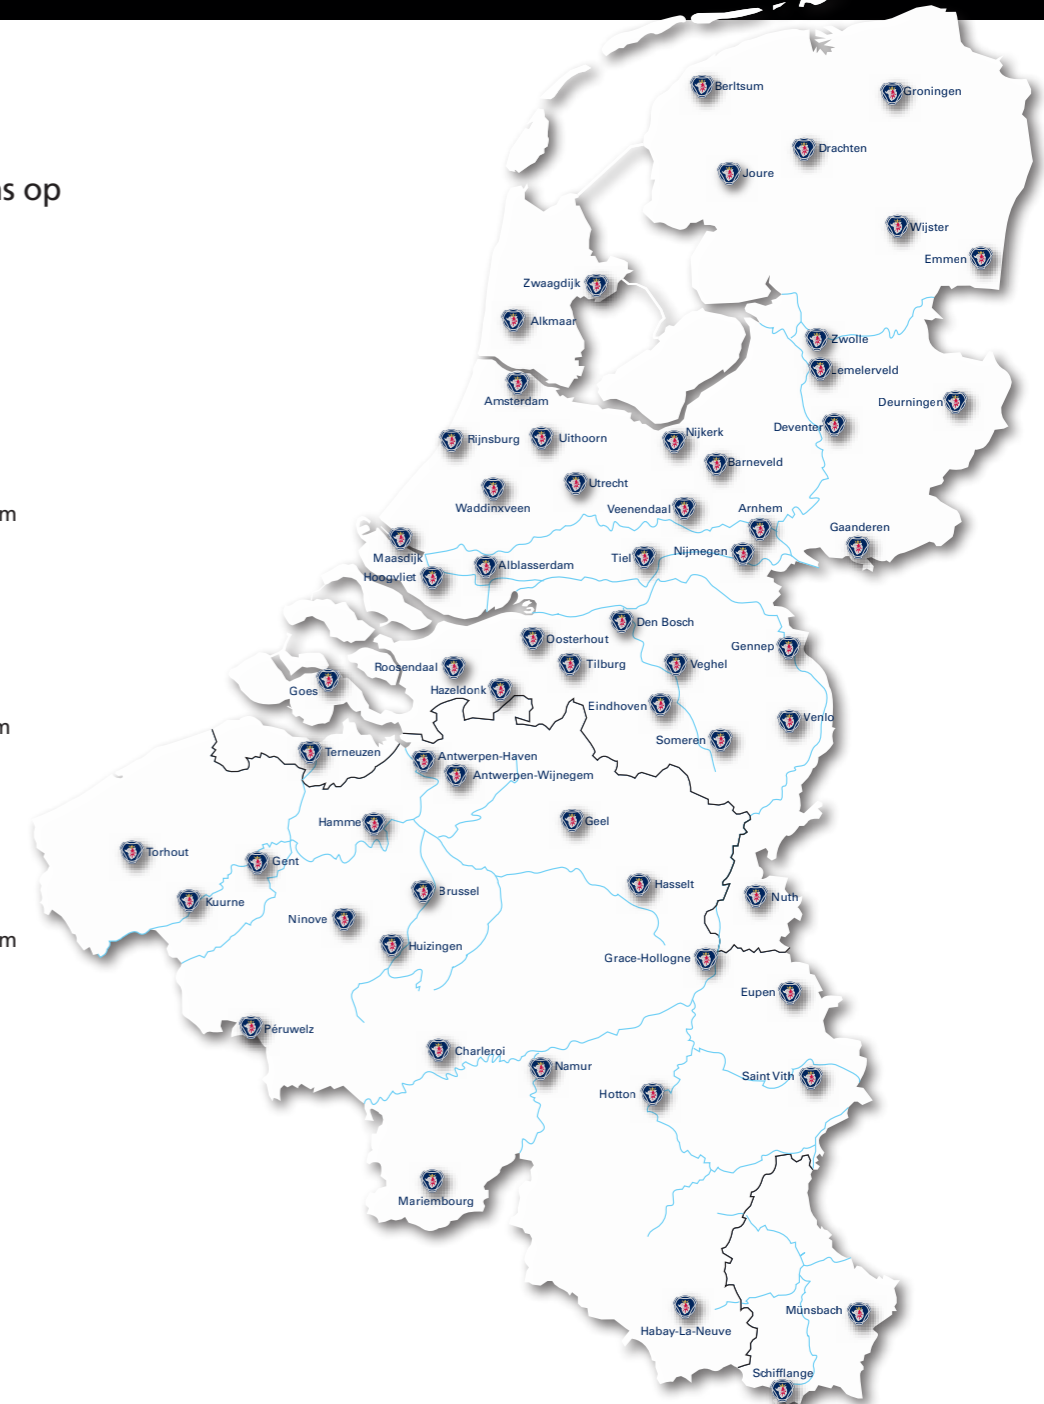 s op
m
m
m
Berltsum
Groningen
Drachten
Joure
Wijster
Emmen
Zwaagdijk
Alkmaar
Zwolle
Lemelerveld
Amsterdam
Deurningen
Deventer
Rijnsburg
Uithoorn
Nijkerk
Barneveld
Utrecht
Waddinxveen
Veenendaal
Arnhem
Gaanderen
Maasdijk
Alblasserdam
Tiel
Nijmegen
Hoogvliet
Den Bosch
Oosterhout
Gennep
Roosendaal
Tilburg
Veghel
Goes
Hazeldonk
Eindhoven
Venlo
Someren
Terneuzen
Antwerpen-Haven
Antwerpen-Wijnegem
Hamme
Geel
Torhout
Gent
Brussel
Hasselt
Nuth
Kuurne
Ninove
Huizingen
Grace-Hollogne
Eupen
Péruwelz
Charleroi
Namur
Saint Vith
Hotton
Mariembourg
Münsbach
Habay-La-Neuve
Schifflange